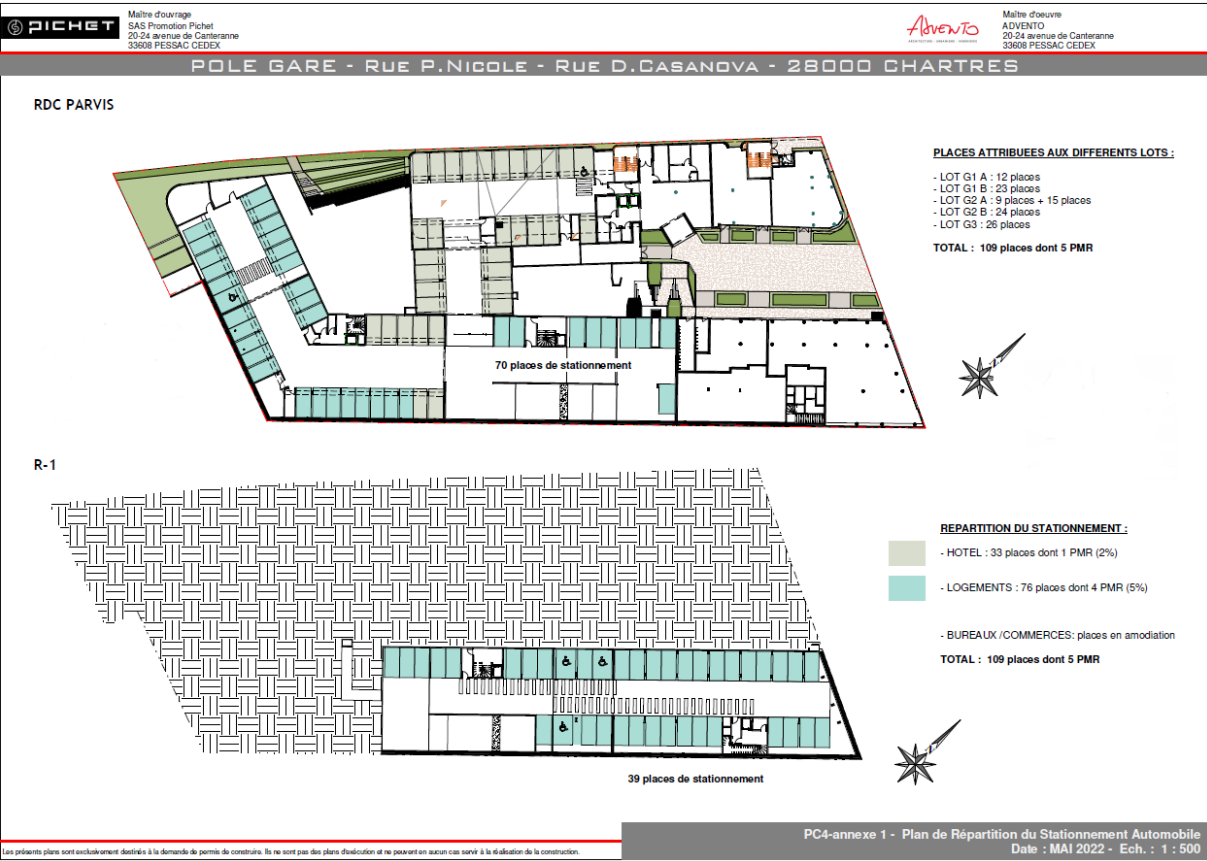 PICHET
Maître d'ouvrage
SAS Promotion Pichet
20-24 avenue de Canteranne
33608 PESSAC CEDEX
ADVENTO
Maître d'oeuvre
ADVENTO
20-24 avenue de Canteranne
33608 PESSAC CEDEX
POLE GARE - RUE P.NICOLE - RUE D.CASANOVA - 28000 CHARTRES
RDC PARVIS
PLACES ATTRIBUEES AUX DIFFERENTS LOTS :
- LOT G1 A : 12 places
- LOT G1 B : 23 places
- LOT G2 A : 9 places + 15 places
- LOT G2 B : 24 places
- LOT G3 : 26 places
TOTAL : 109 places dont 5 PMR
70 places de stationnement
R-1
REPARTITION DU STATIONNEMENT :
- HOTEL : 33 places dont 1 PMR (2%)
- LOGEMENTS : 76 places dont 4 PMR (5%)
- BUREAUX /COMMERCES: places en amodiation
TOTAL : 109 places dont 5 PMR
39 places de stationnement
PC4-annexe 1 - Plan de Répartition du Stationnement Automobile
Date : MAI 2022 - Ech. : 1 : 500
Les présents plans sont exclusivement destinés à la demande de permis de construire. Ils ne sont pas des plans d'exécution et ne peuvent en aucun cas servir à la réalisation de la construction.